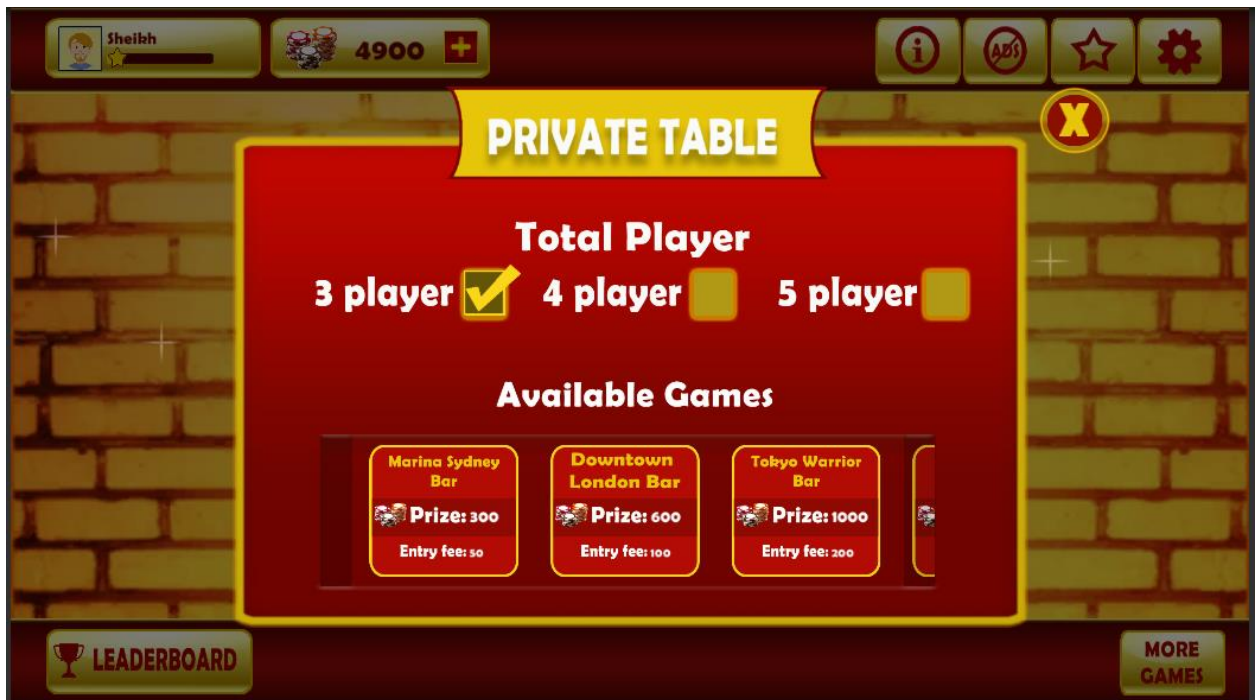 Sheikh
4900
ADS
PRIVATE TABLE
X
Total Player
3 player
4 player
5 player
Available Games
Marina Sydney
Bar
Prize: 300
Entry fee: 50
Downtown
London Bar
Prize: 600
Entry fee: 100
Tokyo Warrior
Bar
Prize: 1000
Entry fee: 200
LEADERBOARD
MORE
GAMES